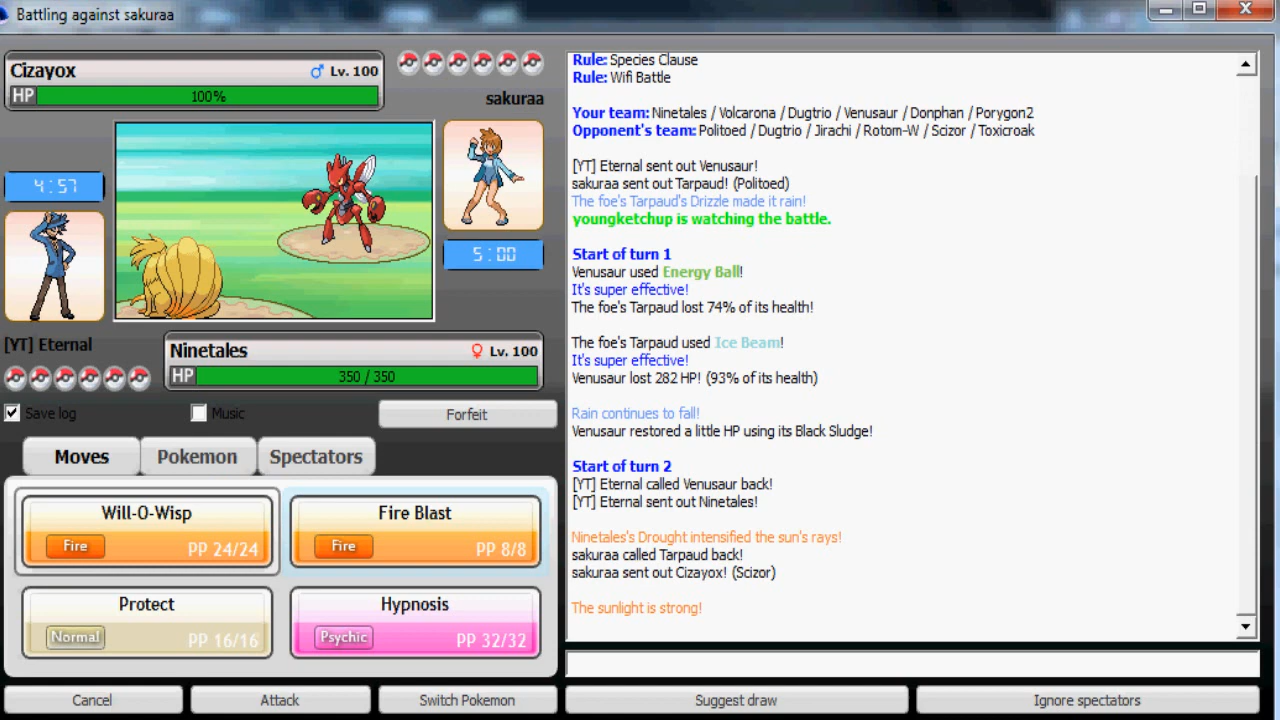 Battling against sakuraa
Cizayox ♂ Lv. 100
HP 100%
sakuraa
4:57
5:00
[YT] Eternal
Ninetales ♀ Lv. 100
HP 350 / 350
Save log
Music
Forfeit
Moves
Pokemon
Spectators
Will-O-Wisp
Fire PP 24/24
Fire Blast
Fire PP 8/8
Protect
Normal PP 16/16
Hypnosis
Psychic PP 32/32
Cancel
Attack
Switch Pokemon
Rule: Species Clause
Rule: Wifi Battle
Your team: Ninetales / Volcarona / Dugtrio / Venusaur / Donphan / Porygon2
Opponent's team: Politoed / Dugtrio / Jirachi / Rotom-W / Scizor / Toxicroak
[YT] Eternal sent out Venusaur!
sakuraa sent out Tarpaud! (Politoed)
The foe's Tarpaud's Drizzle made it rain!
youngketchup is watching the battle.
Start of turn 1
Venusaur used Energy Ball!
It's super effective!
The foe's Tarpaud lost 74% of its health!
The foe's Tarpaud used Ice Beam!
It's super effective!
Venusaur lost 282 HP! (93% of its health)
Rain continues to fall!
Venusaur restored a little HP using its Black Sludge!
Start of turn 2
[YT] Eternal called Venusaur back!
[YT] Eternal sent out Ninetales!
Ninetales's Drought intensified the sun's rays!
sakuraa called Tarpaud back!
sakuraa sent out Cizayox! (Scizor)
The sunlight is strong!
Suggest draw
Ignore spectators